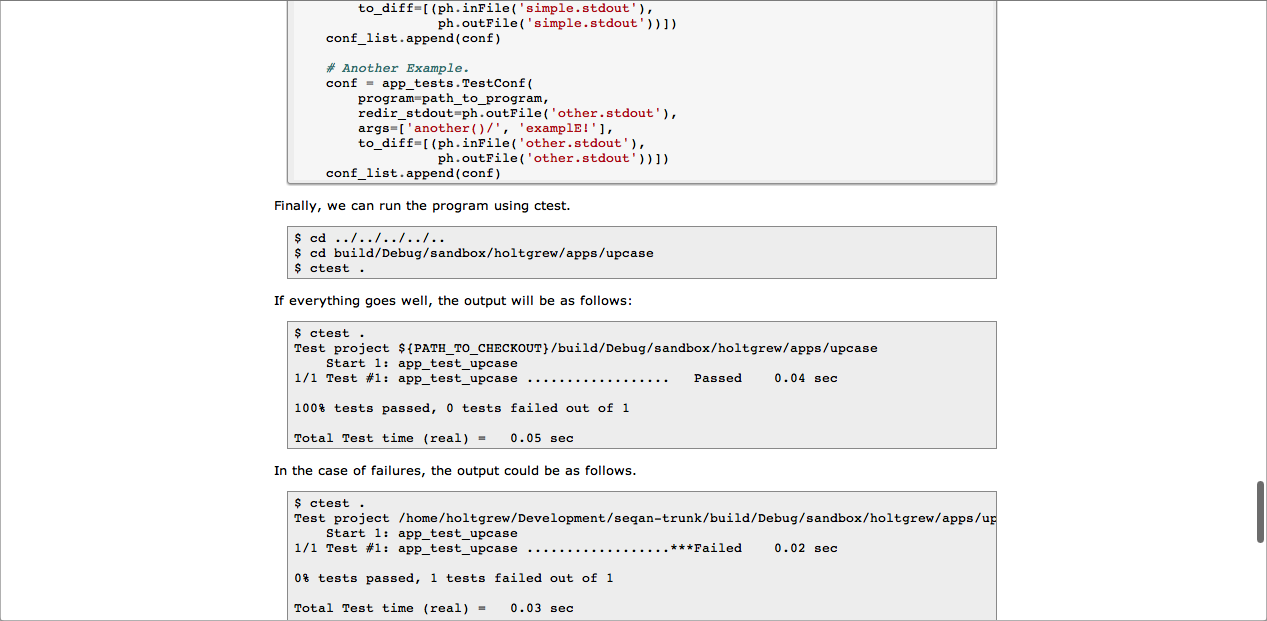 to_diff=[(ph.inFile('simple.stdout'),
                  ph.outFile('simple.stdout'))])
    conf_list.append(conf)

    # Another Example.
    conf = app_tests.TestConf(
        program=path_to_program,
        redir_stdout=ph.outFile('other.stdout'),
        args=['another()/', 'examplE!'],
        to_diff=[(ph.inFile('other.stdout'),
                  ph.outFile('other.stdout'))])
    conf_list.append(conf)
Finally, we can run the program using ctest.
$ cd ../../../../..
$ cd build/Debug/sandbox/holtgrew/apps/upcase
$ ctest .
If everything goes well, the output will be as follows:
$ ctest .
Test project ${PATH_TO_CHECKOUT}/build/Debug/sandbox/holtgrew/apps/upcase
    Start 1: app_test_upcase
1/1 Test #1: app_test_upcase ..................   Passed    0.04 sec

100% tests passed, 0 tests failed out of 1

Total Test time (real) =   0.05 sec
In the case of failures, the output could be as follows.
$ ctest .
Test project /home/holtgrew/Development/seqan-trunk/build/Debug/sandbox/holtgrew/apps/up
    Start 1: app_test_upcase
1/1 Test #1: app_test_upcase ..................***Failed    0.02 sec

0% tests passed, 1 tests failed out of 1

Total Test time (real) =   0.03 sec